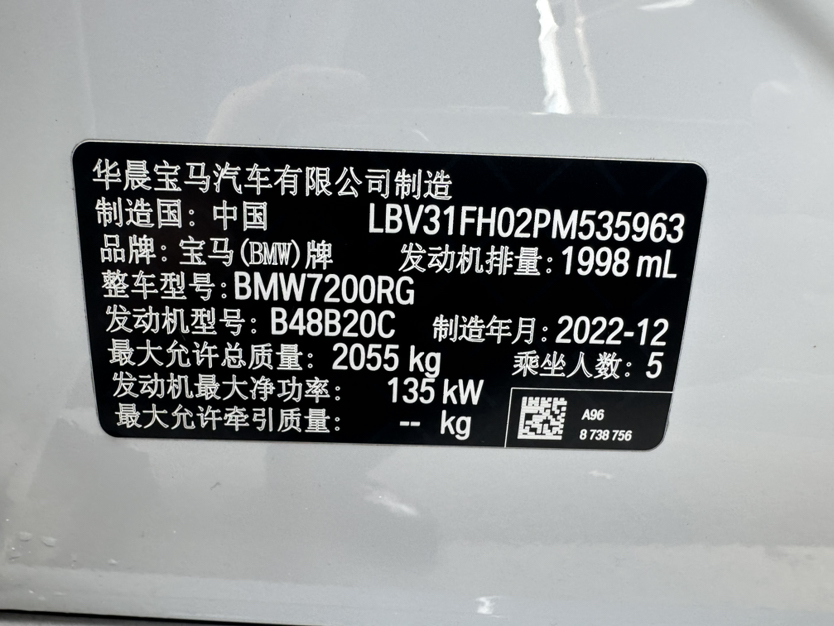 华晨宝马汽车有限公司制造
制造国: 中国 LBV31FH02PM535963
品牌: 宝马(BMW)牌 发动机排量: 1998 mL
整车型号: BMW7200RG
发动机型号: B48B20C 制造年月: 2022-12
最大允许总质量: 2055 kg 乘坐人数: 5
发动机最大净功率: 135 kW
最大允许牵引质量: -- kg
A96
8 738 756